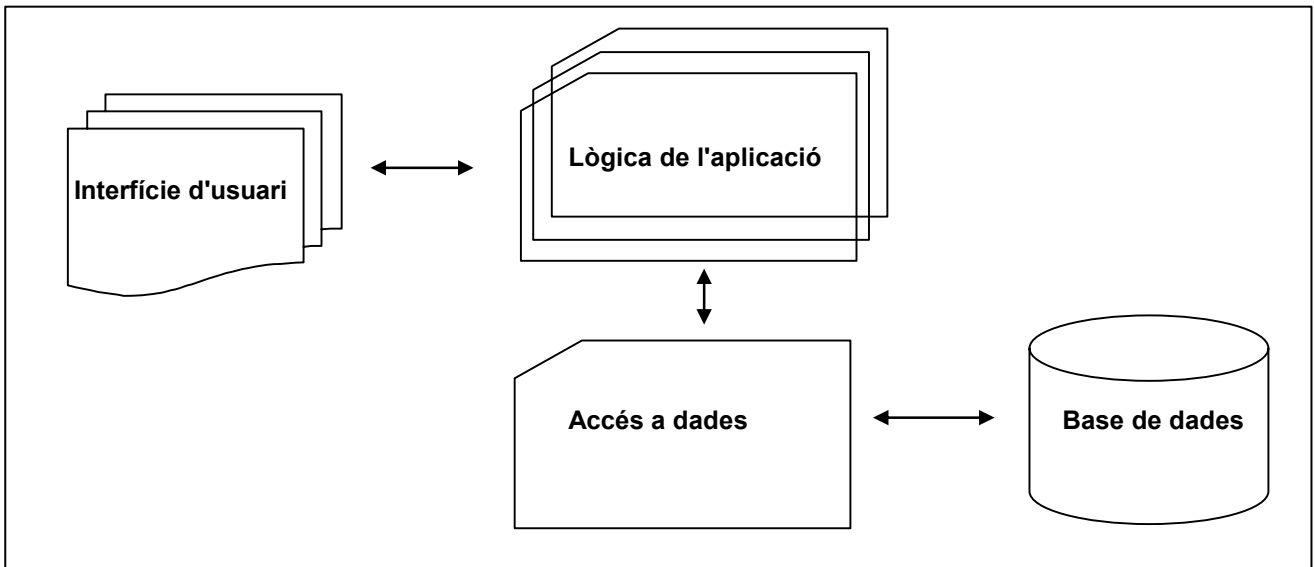 Interfície d'usuari
Lògica de l'aplicació
Accés a dades
Base de dades